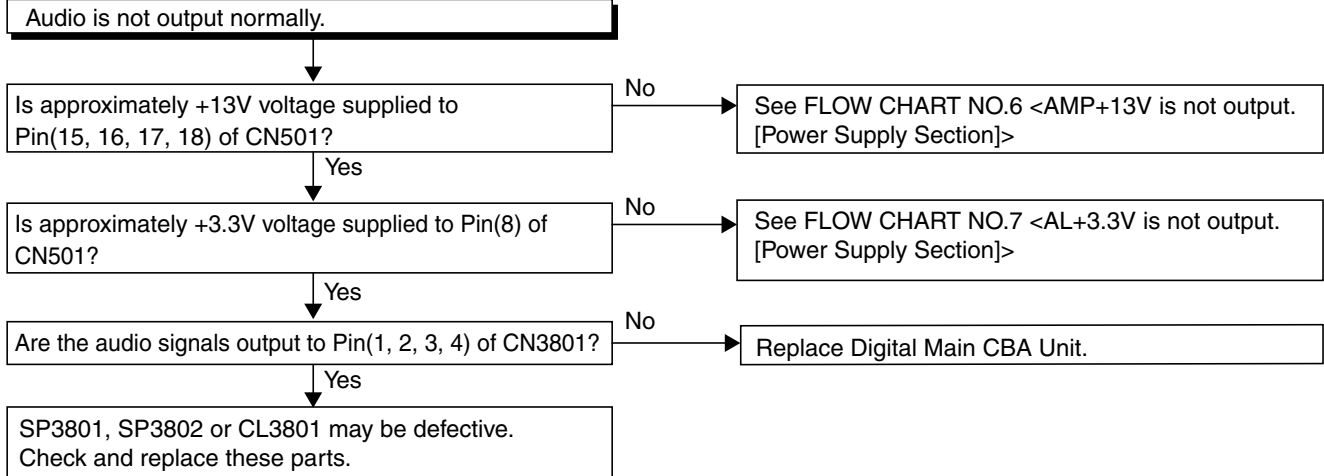 Audio is not output normally.
Is approximately +13V voltage supplied to
Pin(15, 16, 17, 18) of CN501?
No
See FLOW CHART NO.6 <AMP+13V is not output.
[Power Supply Section]>
Yes
Is approximately +3.3V voltage supplied to Pin(8) of
CN501?
No
See FLOW CHART NO.7 <AL+3.3V is not output.
[Power Supply Section]>
Yes
Are the audio signals output to Pin(1, 2, 3, 4) of CN3801?
No
Replace Digital Main CBA Unit.
Yes
SP3801, SP3802 or CL3801 may be defective.
Check and replace these parts.